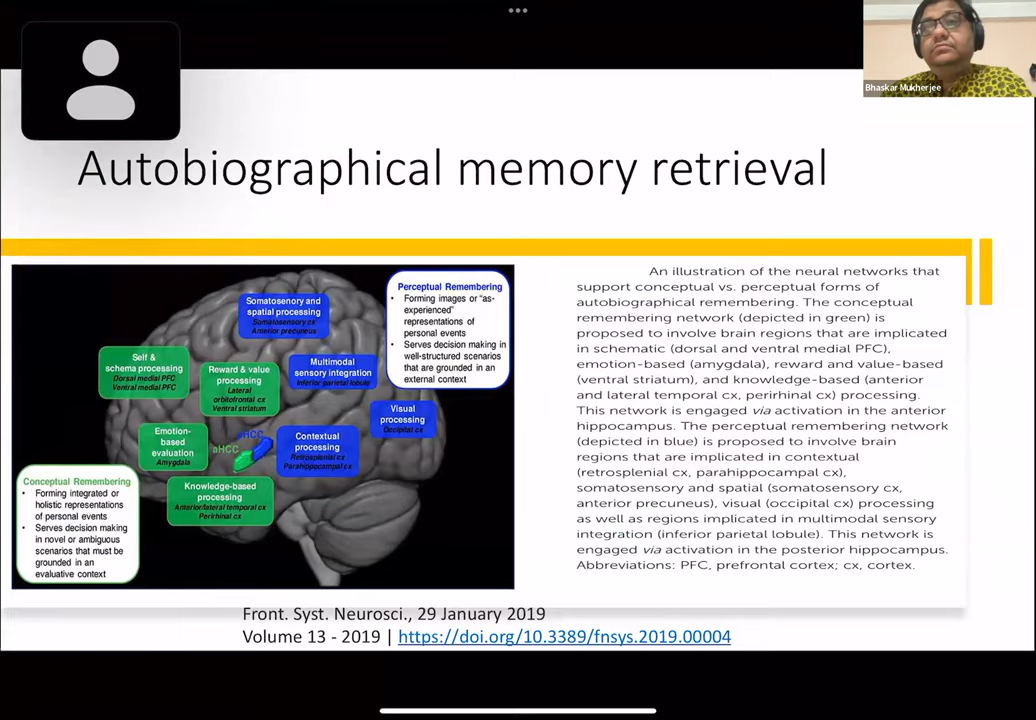 Bhaskar Mukherjee
Autobiographical memory retrieval
Somatosenory and
spatial processing
Somatosensory cx
Anterior precuneus
Self &
schema processing
Dorsal medial PFC
Ventral medial PFC
Reward & value
processing
Lateral
orbitofrontal cx
Ventral striatum
Multimodal
sensory integration
Inferior parietal lobule
Perceptual Remembering
• Forming images or "as-
experienced"
representations of
personal events
• Serves decision making in
well-structured scenarios
that are grounded in an
external context
Visual
processing
Occipital cx
Emotion-
based
evaluation
Amygdala
pHCC
aHCC
Contextual
processing
Retrosplenial cx
Parahippocampal cx
Knowledge-based
processing
Anterior/lateral temporal cx
Perirhinal cx
Conceptual Remembering
• Forming integrated or
holistic representations
of personal events
• Serves decision making
in novel or ambiguous
scenarios that must be
grounded in an
evaluative context
An illustration of the neural networks that
support conceptual vs. perceptual forms of
autobiographical remembering. The conceptual
remembering network (depicted in green) is
proposed to involve brain regions that are implicated
in schematic (dorsal and ventral medial PFC),
emotion-based (amygdala), reward and value-based
(ventral striatum), and knowledge-based (anterior
and lateral temporal cx, perirhinal cx) processing.
This network is engaged via activation in the anterior
hippocampus. The perceptual remembering network
(depicted in blue) is proposed to involve brain
regions that are implicated in contextual
(retrosplenial cx, parahippocampal cx),
somatosensory and spatial (somatosensory cx,
anterior precuneus), visual (occipital cx) processing
as well as regions implicated in multimodal sensory
integration (inferior parietal lobule). This network is
engaged via activation in the posterior hippocampus.
Abbreviations: PFC, prefrontal cortex; cx, cortex.
Front. Syst. Neurosci., 29 January 2019
Volume 13 - 2019 | https://doi.org/10.3389/fnsys.2019.00004